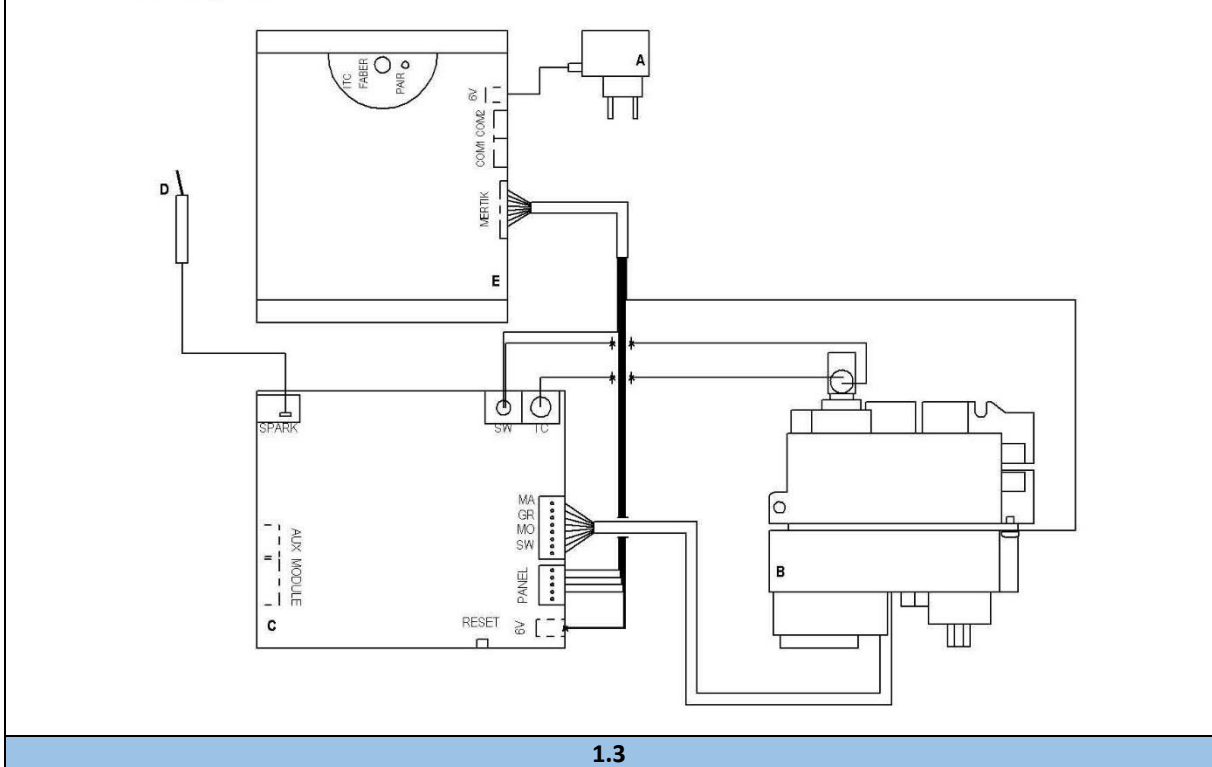 ITC
FABER
PAIR
6V
COM1 COM2
MERTIK
E
A
D
SPARK
SW TC
MA
GR
MO
SW
PANEL
6V
RESET
AUX MODULE
C
B
1.3